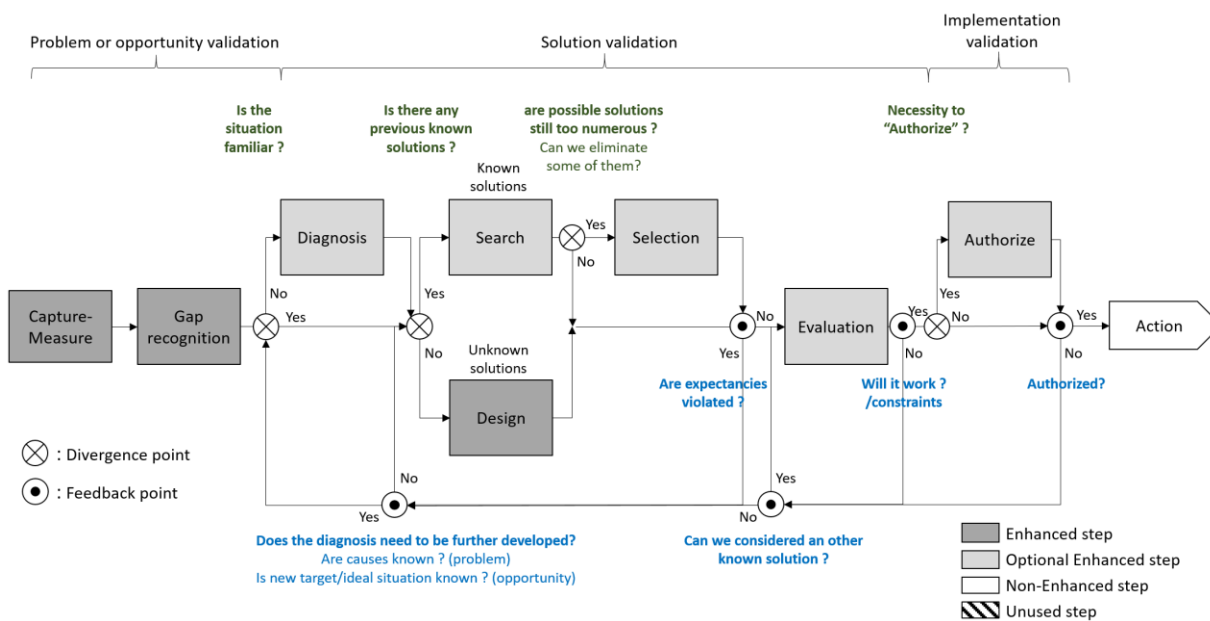 Problem or opportunity validation
Solution validation
Implementation
validation
Is the
situation
familiar ?
Is there any
previous known
solutions ?
are possible solutions
still too numerous ?
Can we eliminate
some of them?
Necessity to
“Authorize” ?
Known
solutions
Diagnosis
Search
Yes
Selection
Authorize
No
Yes
No
Yes
Capture-
Measure
Gap
recognition
Yes
No
Unknown
solutions
No
Evaluation
Yes
No
Yes
Action
Yes
No
No
Design
Are expectancies
violated ?
Will it work ?
/constraints
Authorized?
: Divergence point
: Feedback point
No
Yes
Yes
No
Does the diagnosis need to be further developed?
Are causes known ? (problem)
Is new target/ideal situation known ? (opportunity)
Can we considered an other
known solution ?
Enhanced step
Optional Enhanced step
Non-Enhanced step
Unused step